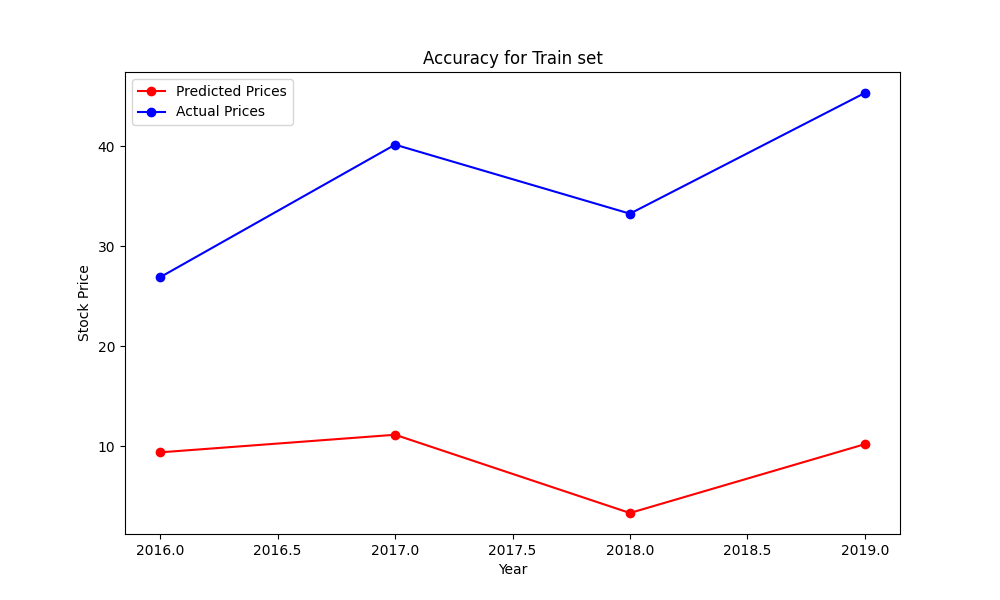 Accuracy for Train set
Predicted Prices
Actual Prices
40
30
20
10
Stock Price
2016.0 2016.5 2017.0 2017.5 2018.0 2018.5 2019.0
Year